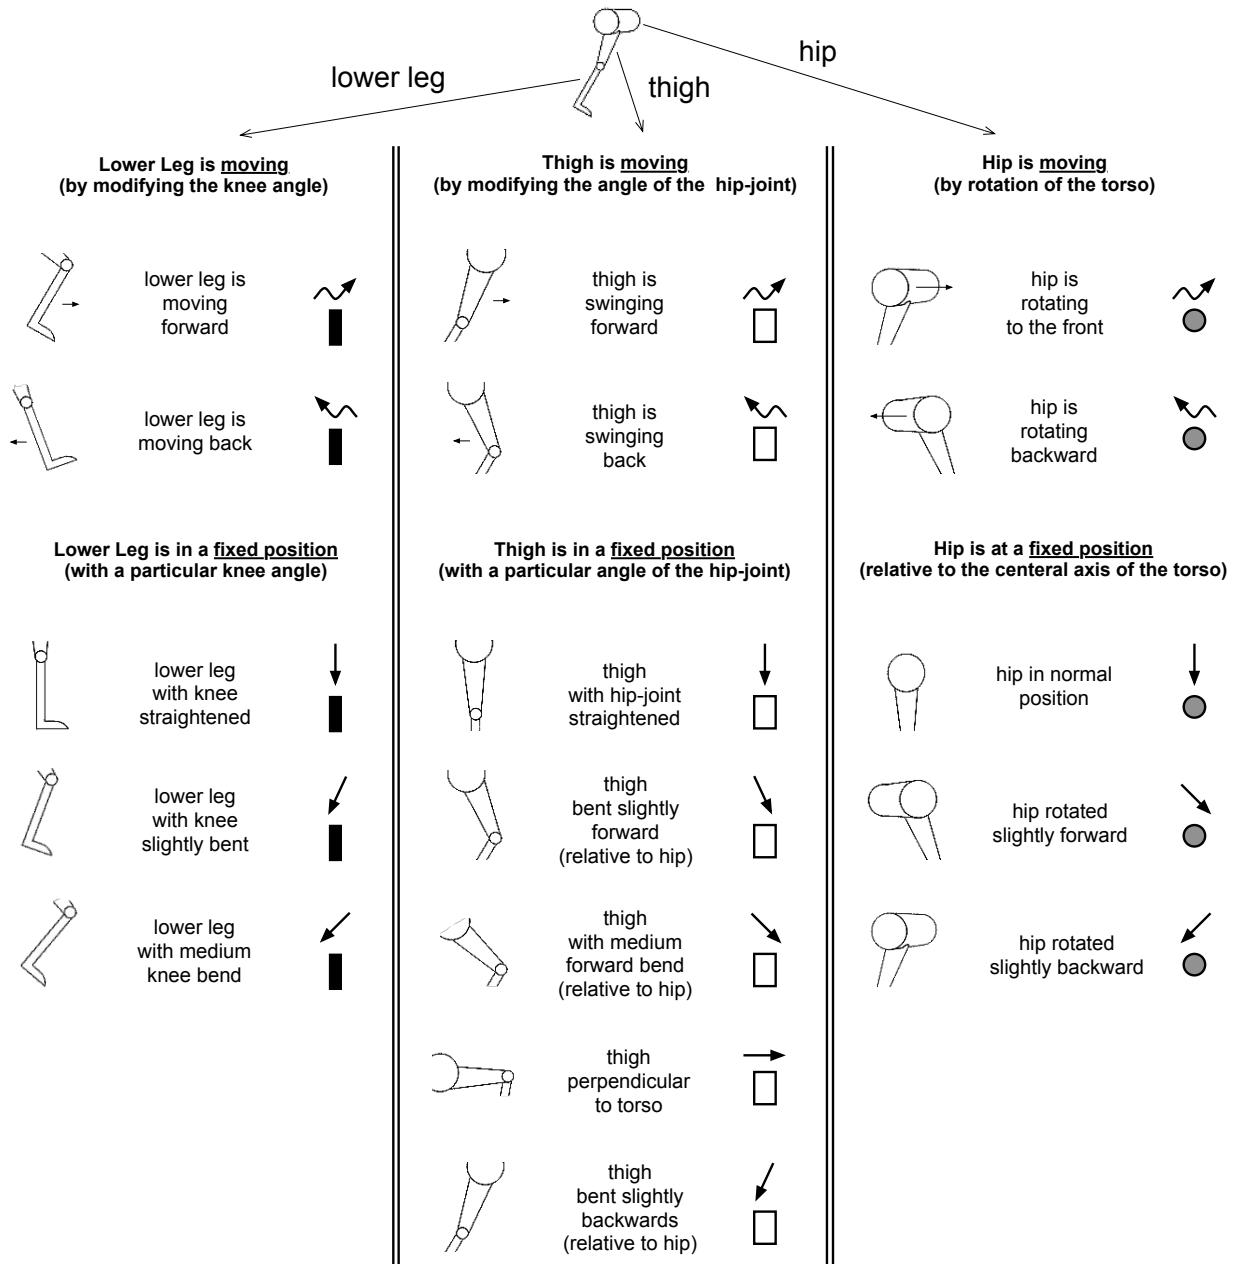 hip
lower leg
thigh
Lower Leg is moving
(by modifying the knee angle)
lower leg is
moving
forward
lower leg is
moving back
Lower Leg is in a fixed position
(with a particular knee angle)
lower leg
with knee
straightened
lower leg
with knee
slightly bent
lower leg
with medium
knee bend
Thigh is moving
(by modifying the angle of the hip-joint)
thigh is
swinging
forward
thigh is
swinging
back
Thigh is in a fixed position
(with a particular angle of the hip-joint)
thigh
with hip-joint
straightened
thigh
bent slightly
forward
(relative to hip)
thigh
with medium
forward bend
(relative to hip)
thigh
perpendicular
to torso
thigh
bent slightly
backwards
(relative to hip)
Hip is moving
(by rotation of the torso)
hip is
rotating
to the front
hip is
rotating
backward
Hip is at a fixed position
(relative to the centeral axis of the torso)
hip in normal
position
hip rotated
slightly forward
hip rotated
slightly backward